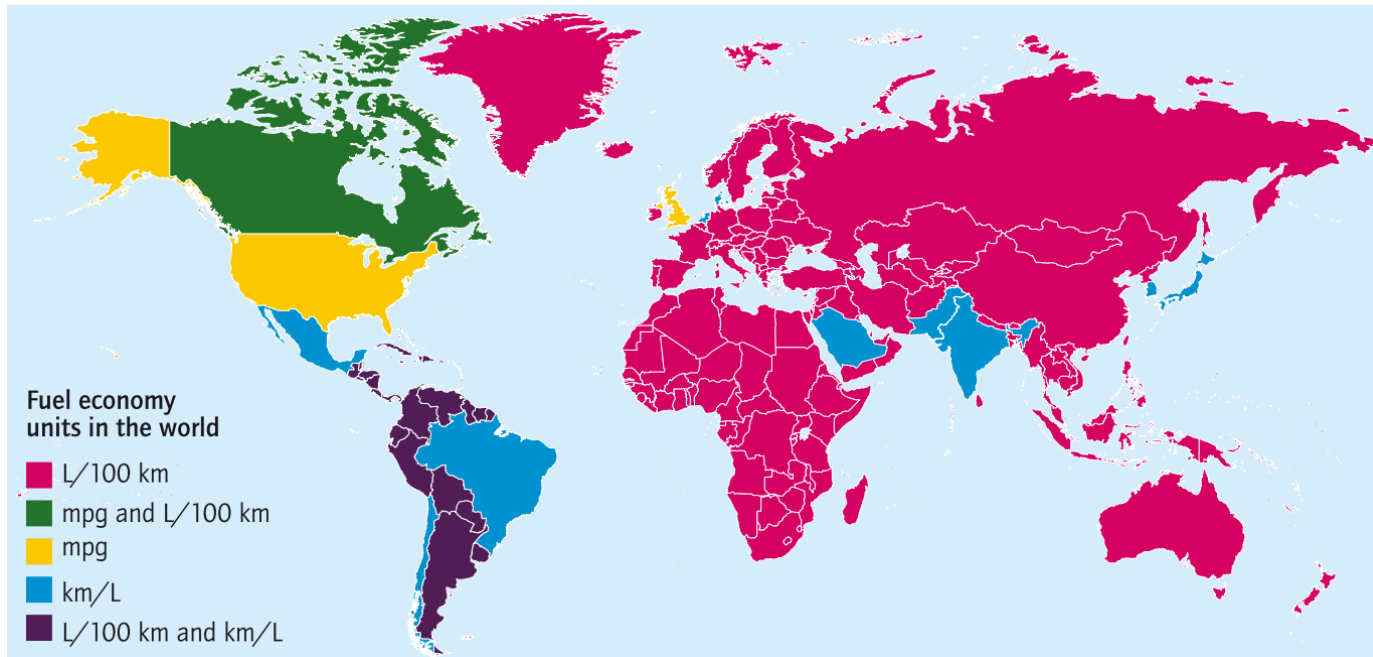 Fuel economy
units in the world
L/100 km
mpg and L/100 km
mpg
km/L
L/100 km and km/L